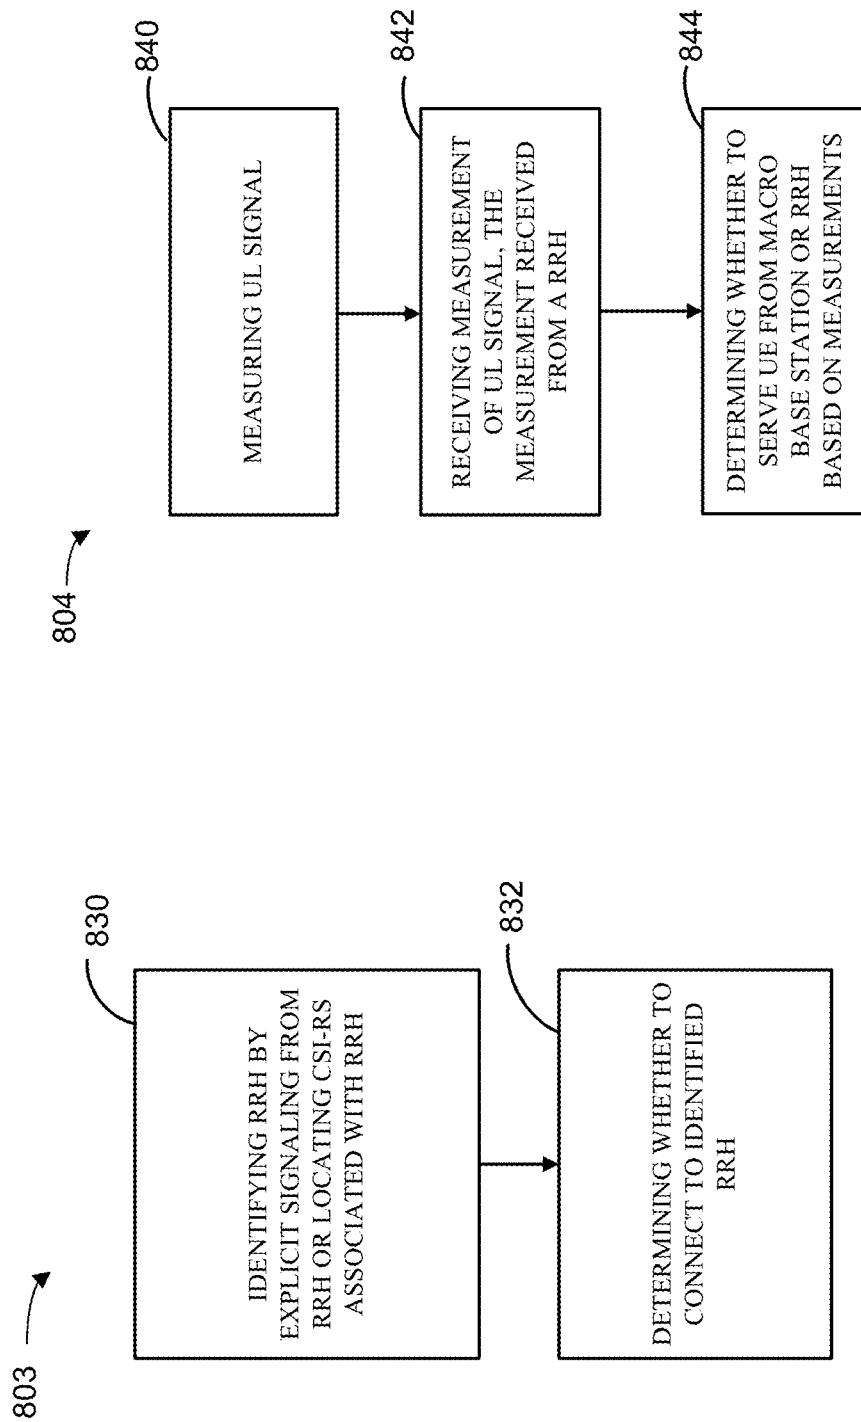 803
830
IDENTIFYING RRH BY
EXPLICIT SIGNALING FROM
RRH OR LOCATING CSI-RS
ASSOCIATED WITH RRH
832
DETERMINING WHETHER TO
CONNECT TO IDENTIFIED
RRH
804
840
MEASURING UL SIGNAL
842
RECEIVING MEASUREMENT
OF UL SIGNAL, THE
MEASUREMENT RECEIVED
FROM A RRH
844
DETERMINING WHETHER TO
SERVE UE FROM MACRO
BASE STATION OR RRH
BASED ON MEASUREMENTS